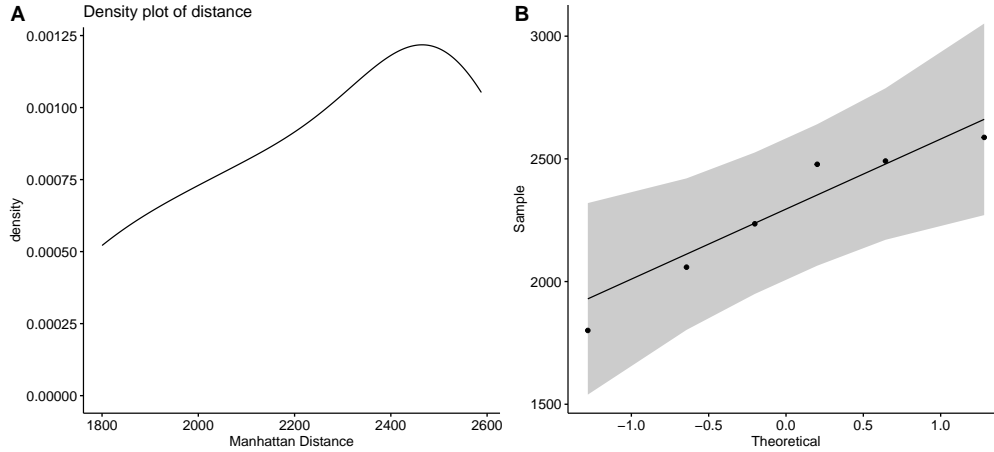 A
Density plot of distance
density
0.00125
0.00100
0.00075
0.00050
0.00025
0.00000
1800 2000 2200 2400 2600
Manhattan Distance
B
Sample
3000
2500
2000
1500
−1.0 −0.5 0.0 0.5 1.0
Theoretical